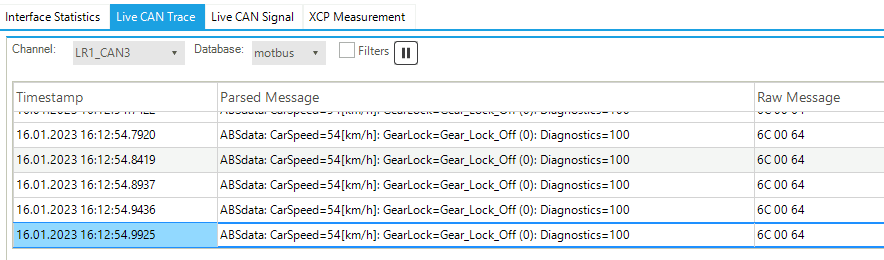 Interface Statistics Live CAN Trace Live CAN Signal XCP Measurement
Channel: LR1_CAN3 Database: motbus Filters
Timestamp Parsed Message Raw Message
16.01.2023 16:12:54.7920 ABSdata: CarSpeed=54[km/h]: GearLock=Gear_Lock_Off (0): Diagnostics=100 6C 00 64
16.01.2023 16:12:54.8419 ABSdata: CarSpeed=54[km/h]: GearLock=Gear_Lock_Off (0): Diagnostics=100 6C 00 64
16.01.2023 16:12:54.8937 ABSdata: CarSpeed=54[km/h]: GearLock=Gear_Lock_Off (0): Diagnostics=100 6C 00 64
16.01.2023 16:12:54.9436 ABSdata: CarSpeed=54[km/h]: GearLock=Gear_Lock_Off (0): Diagnostics=100 6C 00 64
16.01.2023 16:12:54.9925 ABSdata: CarSpeed=54[km/h]: GearLock=Gear_Lock_Off (0): Diagnostics=100 6C 00 64